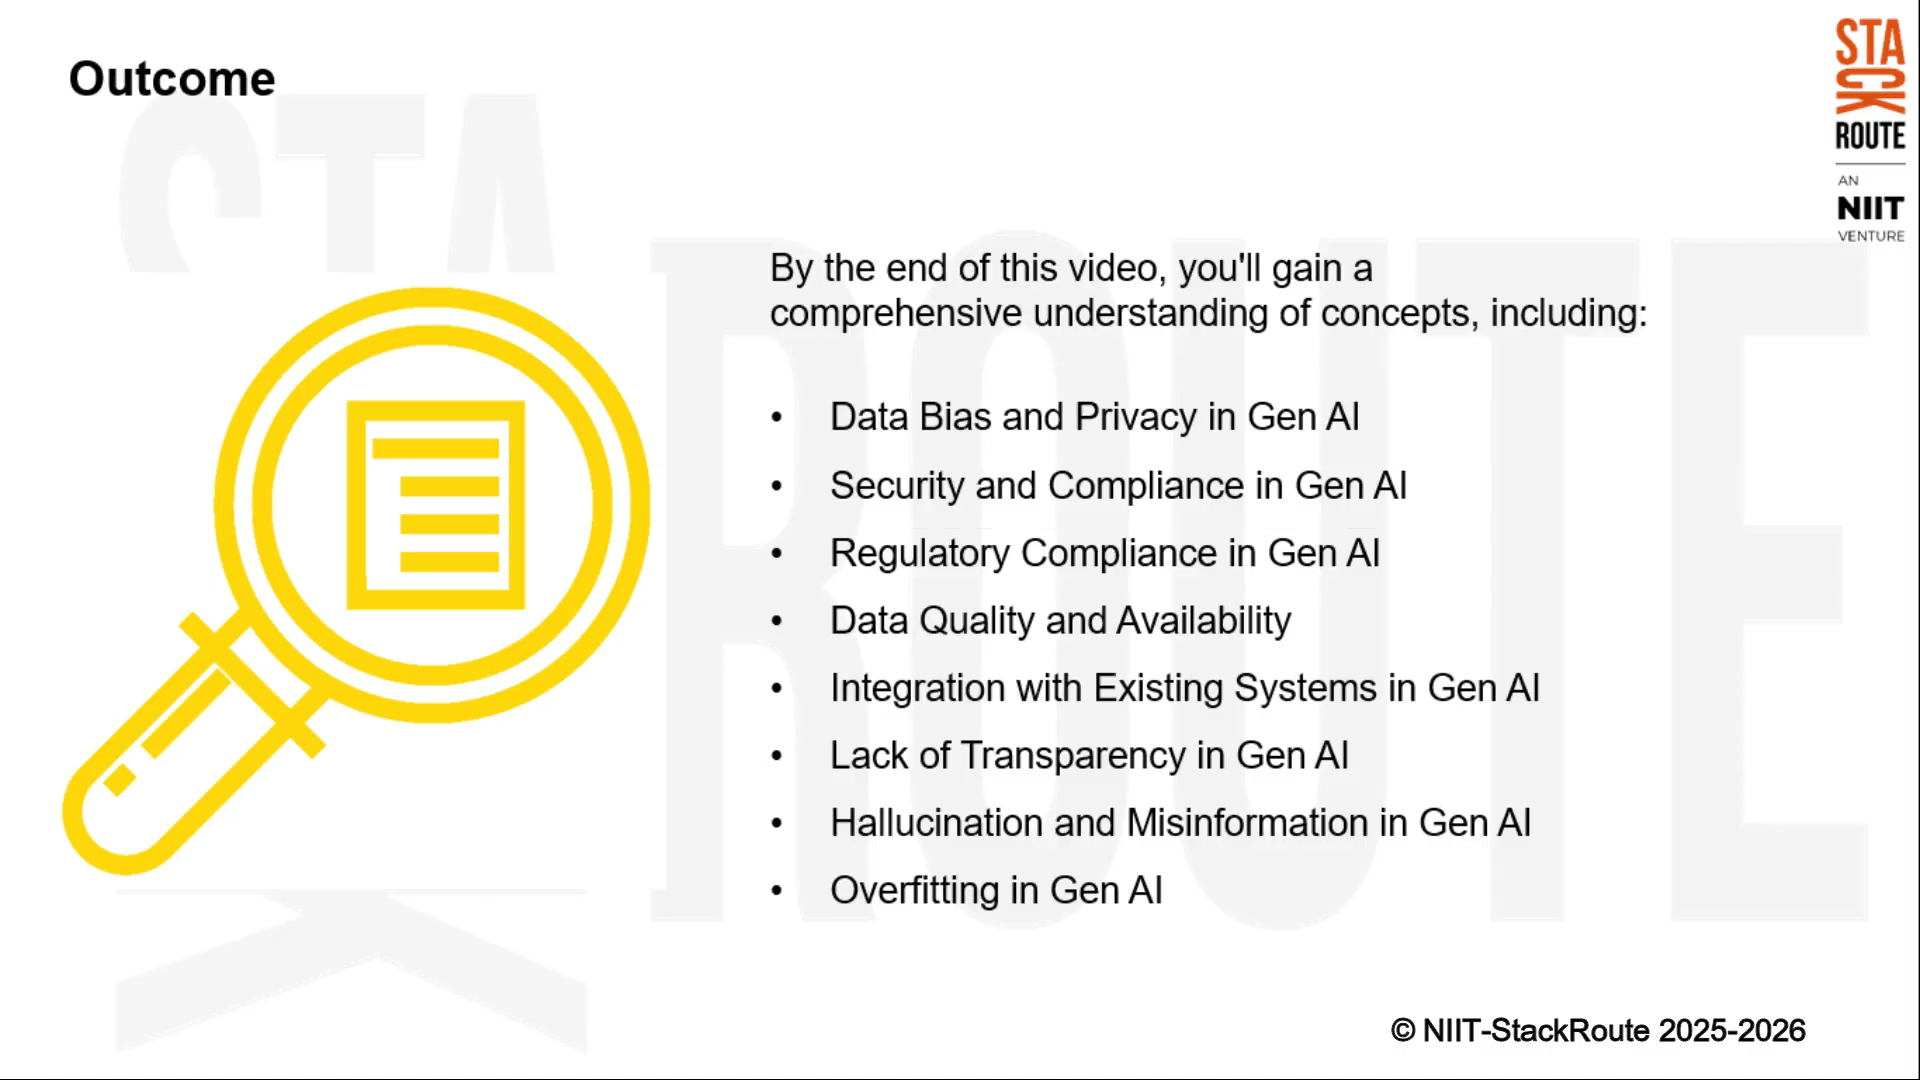 Outcome
STA
CK
ROUTE
AN
NIIT
VENTURE
By the end of this video, you'll gain a
comprehensive understanding of concepts, including:
• Data Bias and Privacy in Gen AI
• Security and Compliance in Gen AI
• Regulatory Compliance in Gen AI
• Data Quality and Availability
• Integration with Existing Systems in Gen AI
• Lack of Transparency in Gen AI
• Hallucination and Misinformation in Gen AI
• Overfitting in Gen AI
STA
K
ROUTE
© NIIT-StackRoute 2025-2026